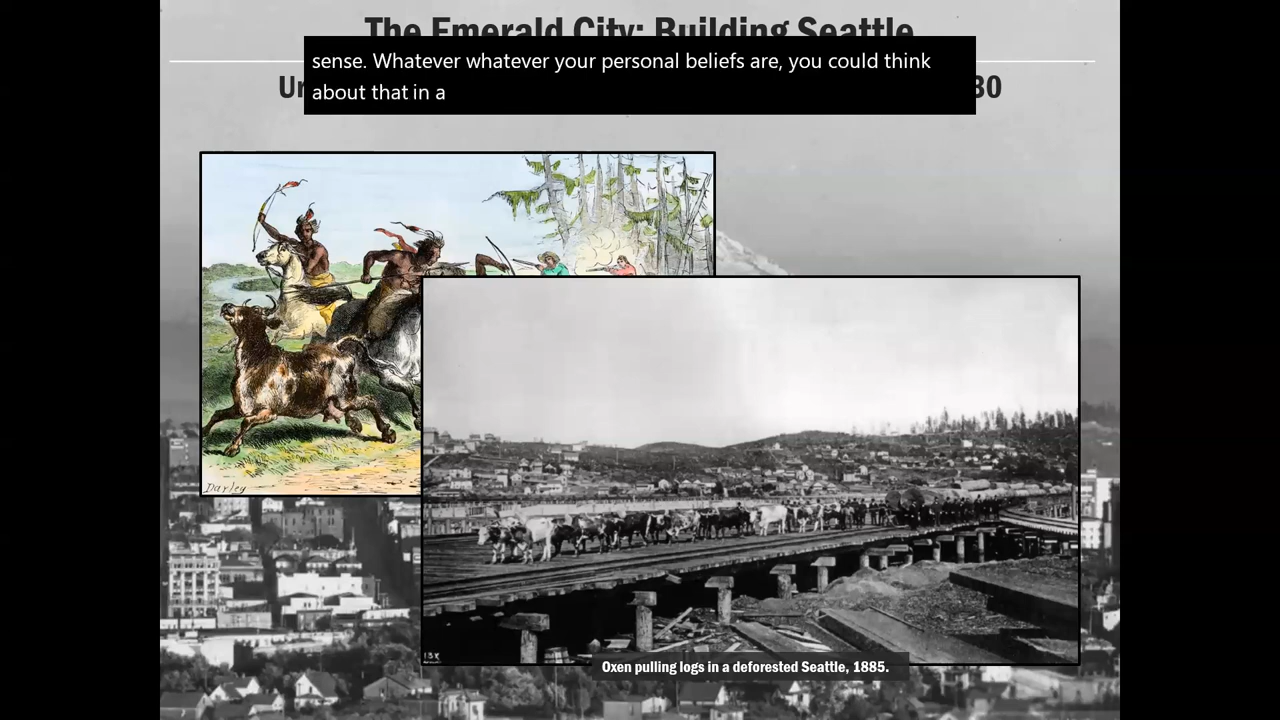 The Emerald City: Building Seattle
sense. Whatever whatever your personal beliefs are, you could think
about that in a
30
Darley
Oxen pulling logs in a deforested Seattle, 1885.